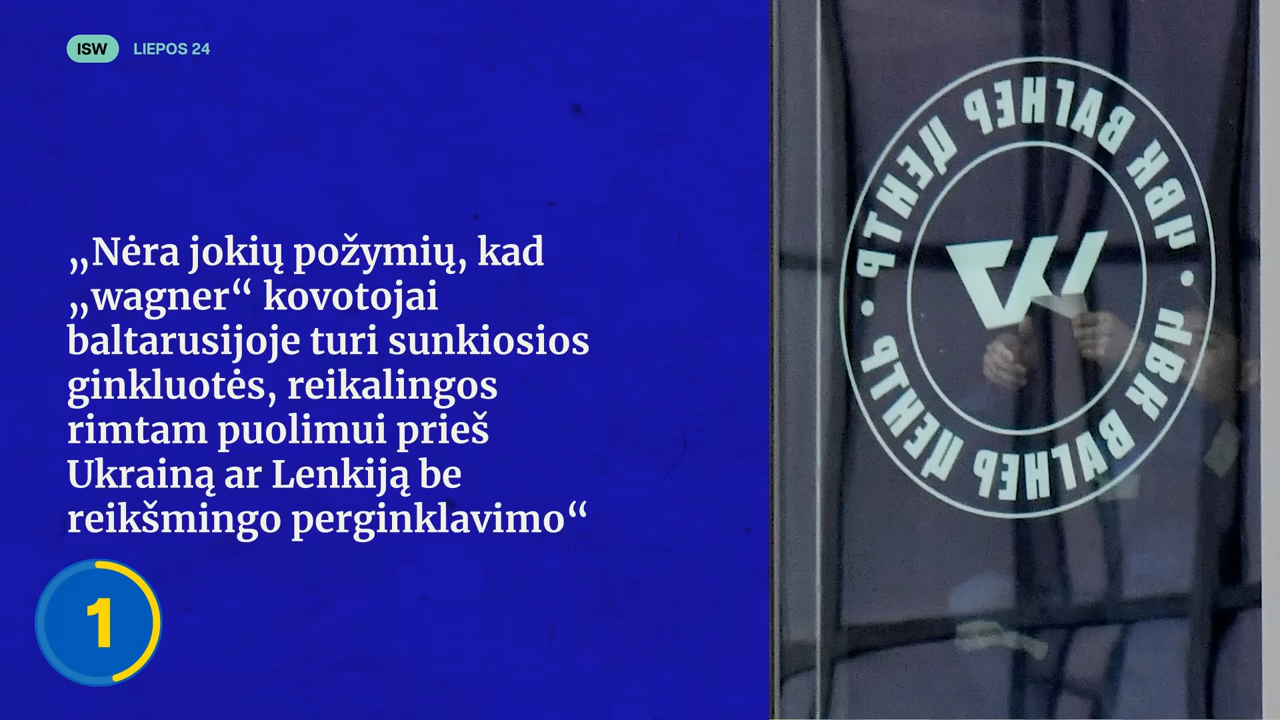 ISW LIEPOS 24
„Nėra jokių požymių, kad
„wagner“ kovotojai
baltarusijoje turi sunkiosios
ginkluotės, reikalingos
rimtam puolimui prieš
Ukrainą ar Lenkiją be
reikšmingo perginklavimo“
1
ЧВК ВАГНЕР ЦЕНТР • ЧВК ВАГНЕР ЦЕНТР •
W